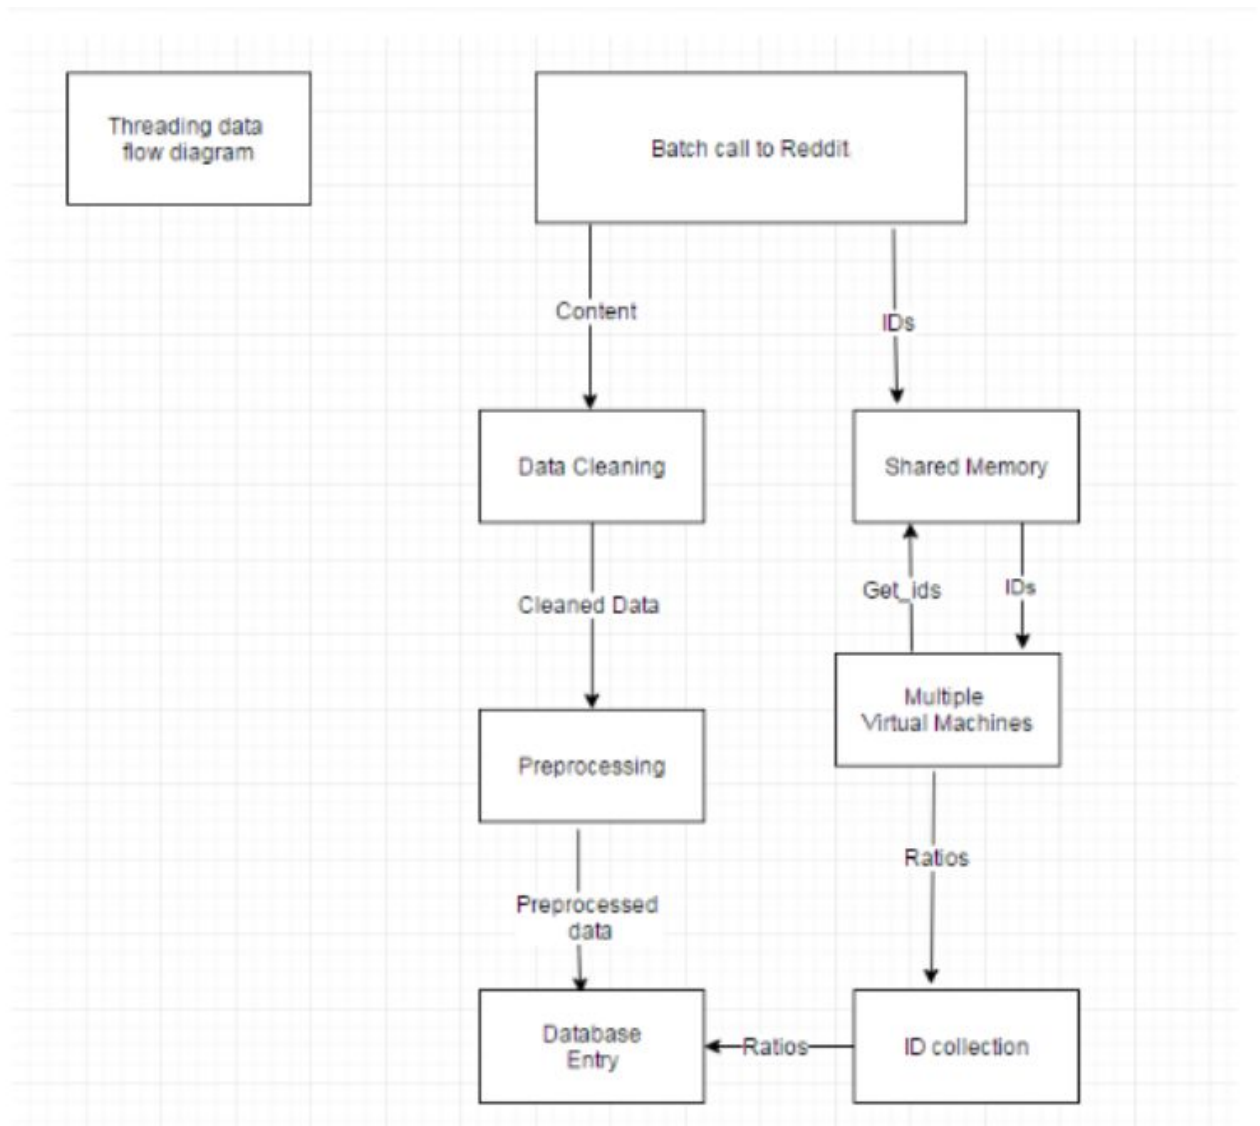 Threading data
flow diagram
Batch call to Reddit
Content
IDs
Data Cleaning
Shared Memory
Cleaned Data
Get_ids
IDs
Multiple
Virtual Machines
Preprocessing
Ratios
Preprocessed
data
Database
Entry
Ratios
ID collection